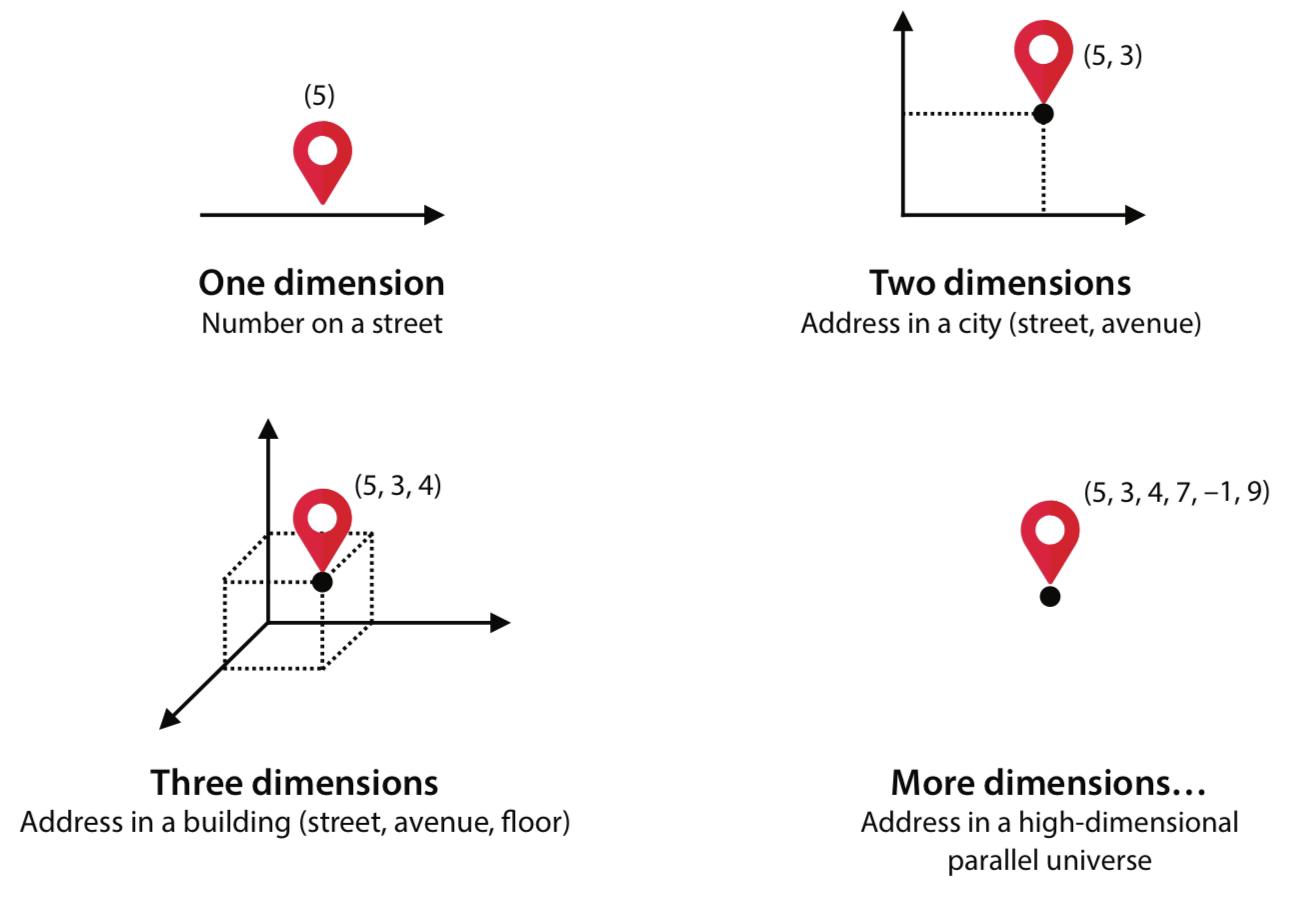 (5)
(5, 3)
One dimension
Number on a street
Two dimensions
Address in a city (street, avenue)
(5, 3, 4)
(5, 3, 4, 7, –1, 9)
Three dimensions
Address in a building (street, avenue, floor)
More dimensions…
Address in a high-dimensional
parallel universe